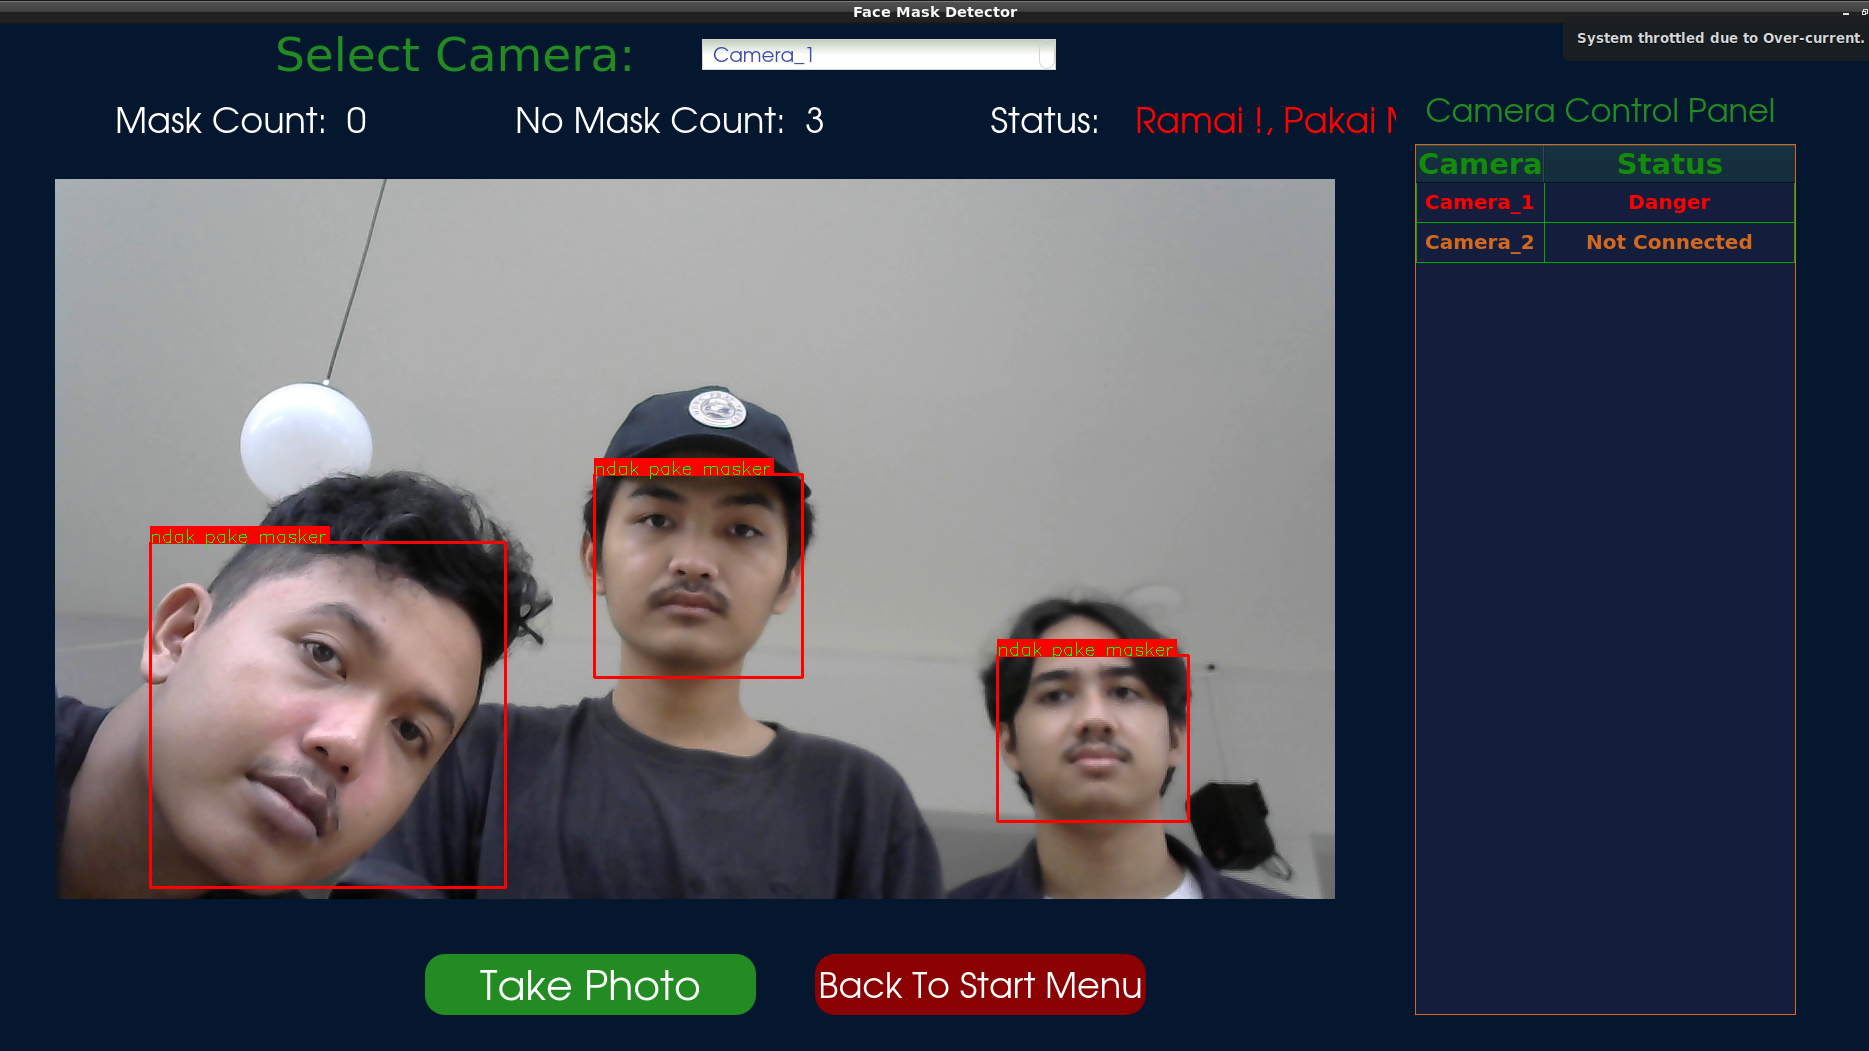 Face Mask Detector
System throttled due to Over-current.
Select Camera:
Camera_1
Mask Count: 0
No Mask Count: 3
Status: Ramai !, Pakai
Camera Control Panel
Camera Status
Camera_1 Danger
Camera_2 Not Connected
ndak pake masker
ndak pake masker
ndak pake masker
Take Photo
Back To Start Menu